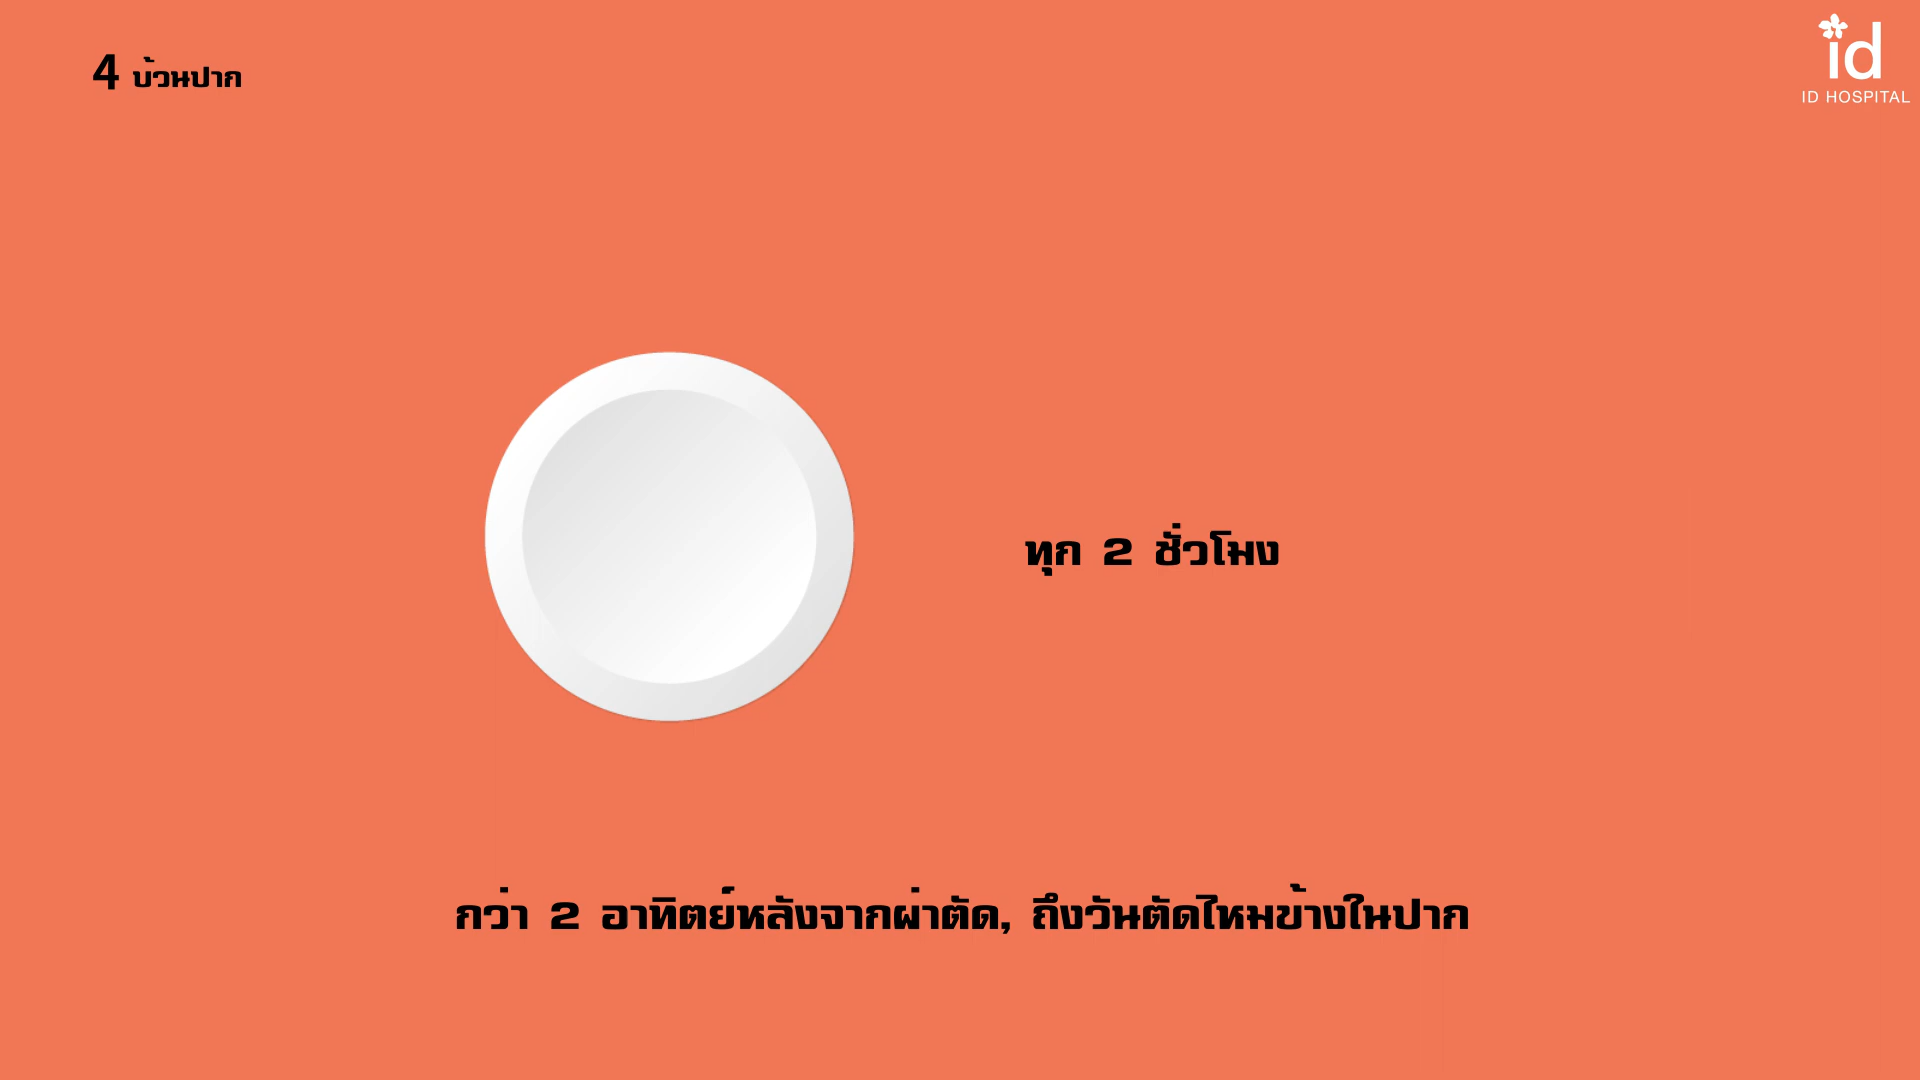 4 บ้วนปาก
id
ID HOSPITAL
ทุก 2 ชั่วโมง
กว่า 2 อาทิตย์หลังจากผ่าตัด, ถึงวันตัดไหมข้างในปาก